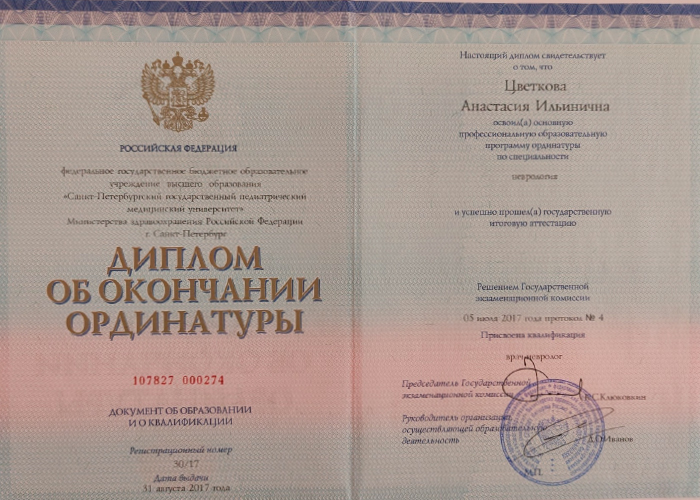 РОССИЙСКАЯ ФЕДЕРАЦИЯ
федеральное государственное бюджетное образовательное
учреждение высшего образования
«Санкт-Петербургский государственный педиатрический
медицинский университет»
Министерства здравоохранения Российской Федерации
г. Санкт-Петербург
ДИПЛОМ
ОБ ОКОНЧАНИИ
ОРДИНАТУРЫ
107827 000274
ДОКУМЕНТ ОБ ОБРАЗОВАНИИ
И О КВАЛИФИКАЦИИ
Регистрационный номер
30/17
Дата выдачи
31 августа 2017 года
Настоящий диплом свидетельствует
о том, что
Цветкова
Анастасия Ильинична
освоил(а) основную
профессиональную образовательную
программу ординатуры
по специальности
неврология
и успешно прошел(а) государственную
итоговую аттестацию
Решением Государственной
экзаменационной комиссии
05 июля 2017 года протокол № 4
Присвоена квалификация
врач-невролог
Председатель Государственной
экзаменационной комиссии
Руководитель организации,
осуществляющей образовательную
деятельность
Д.О.Иванов
М.П.